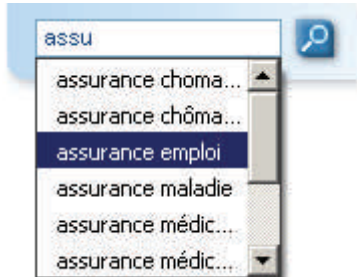 assu
assurance choma...
assurance chôma...
assurance emploi
assurance maladie
assurance médic...
assurance médic...